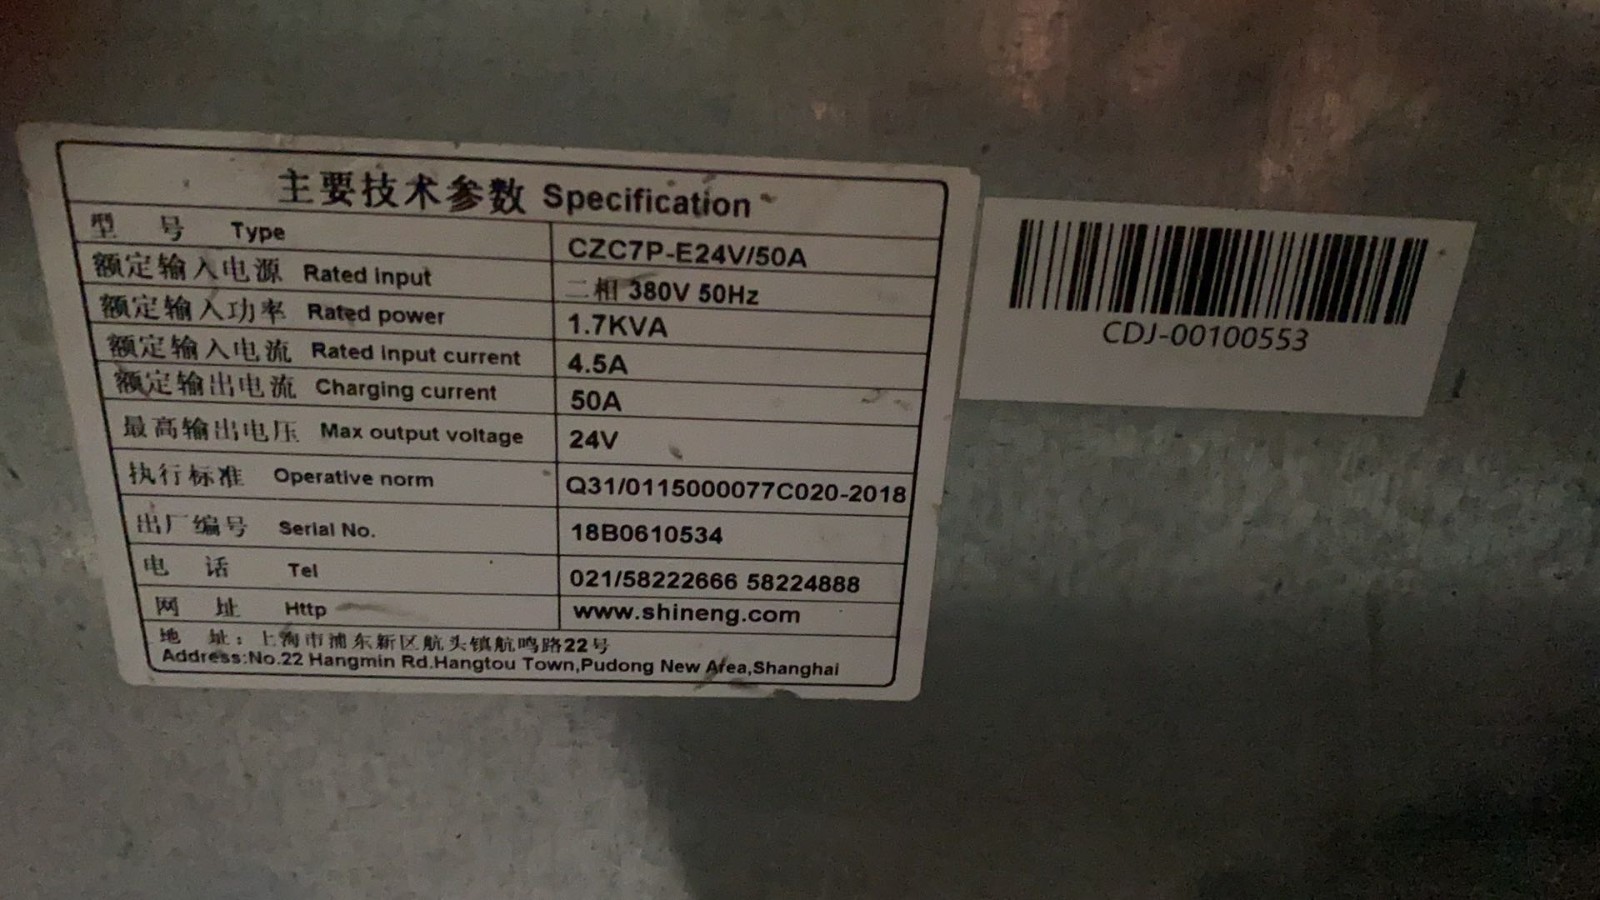 主要技术参数 Specification
型 号 Type CZC7P-E24V/50A
额定输入电源 Rated input 二相 380V 50Hz
额定输入功率 Rated power 1.7KVA
额定输入电流 Rated input current 4.5A
额定输出电流 Charging current 50A
最高输出电压 Max output voltage 24V
执行标准 Operative norm Q31/0115000077C020-2018
出厂编号 Serial No. 18B0610534
电 话 Tel 021/58222666 58224888
网 址 Http www.shineng.com
地 址：上海市浦东新区航头镇航鸣路22号
Address:No.22 Hangmin Rd.Hangtou Town,Pudong New Area,Shanghai
CDJ-00100553